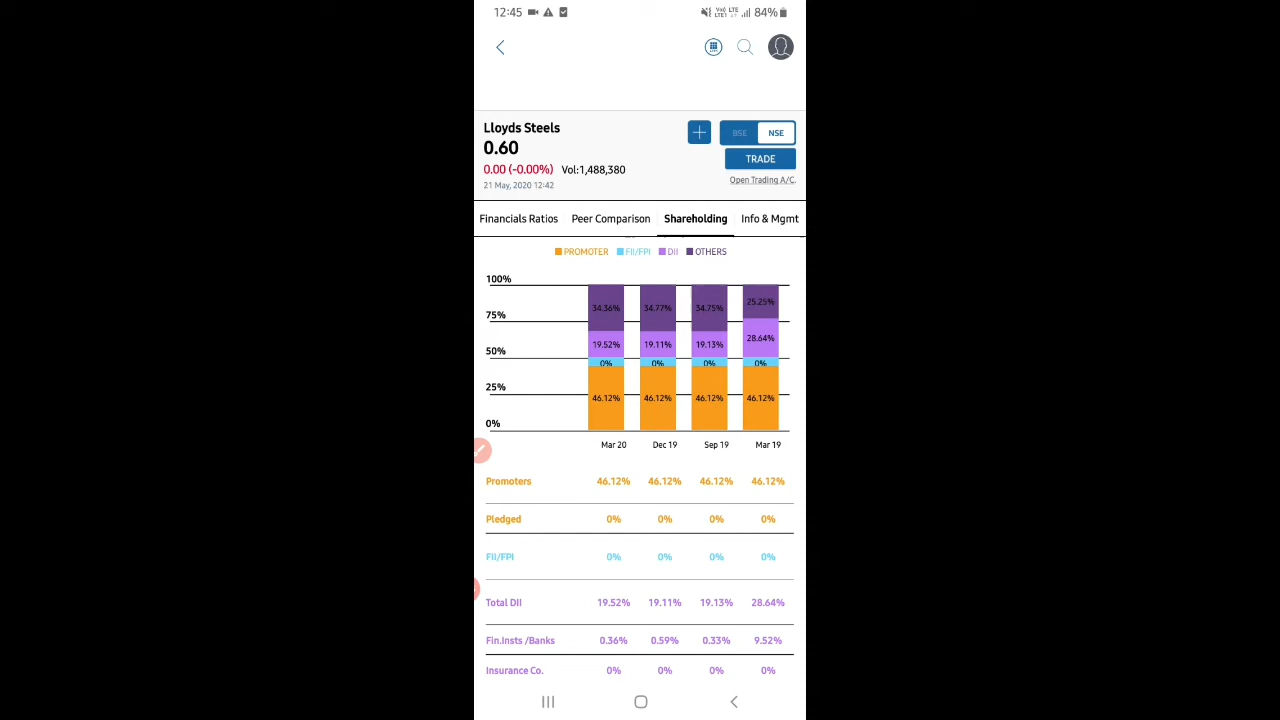 12:45 84%
Lloyds Steels
0.60
0.00 (-0.00%) Vol:1,488,380
21 May, 2020 12:42
BSE NSE
TRADE
Open Trading A/C.
Financials Ratios Peer Comparison Shareholding Info & Mgmt
PROMOTER FII/FPI DII OTHERS
100%
75%
50%
25%
0%
34.36% 34.77% 34.75% 25.25%
19.52% 19.11% 19.13% 28.64%
0% 0% 0% 0%
46.12% 46.12% 46.12% 46.12%
Mar 20 Dec 19 Sep 19 Mar 19
Promoters 46.12% 46.12% 46.12% 46.12%
Pledged 0% 0% 0% 0%
FII/FPI 0% 0% 0% 0%
Total DII 19.52% 19.11% 19.13% 28.64%
Fin.Insts /Banks 0.36% 0.59% 0.33% 9.52%
Insurance Co. 0% 0% 0% 0%